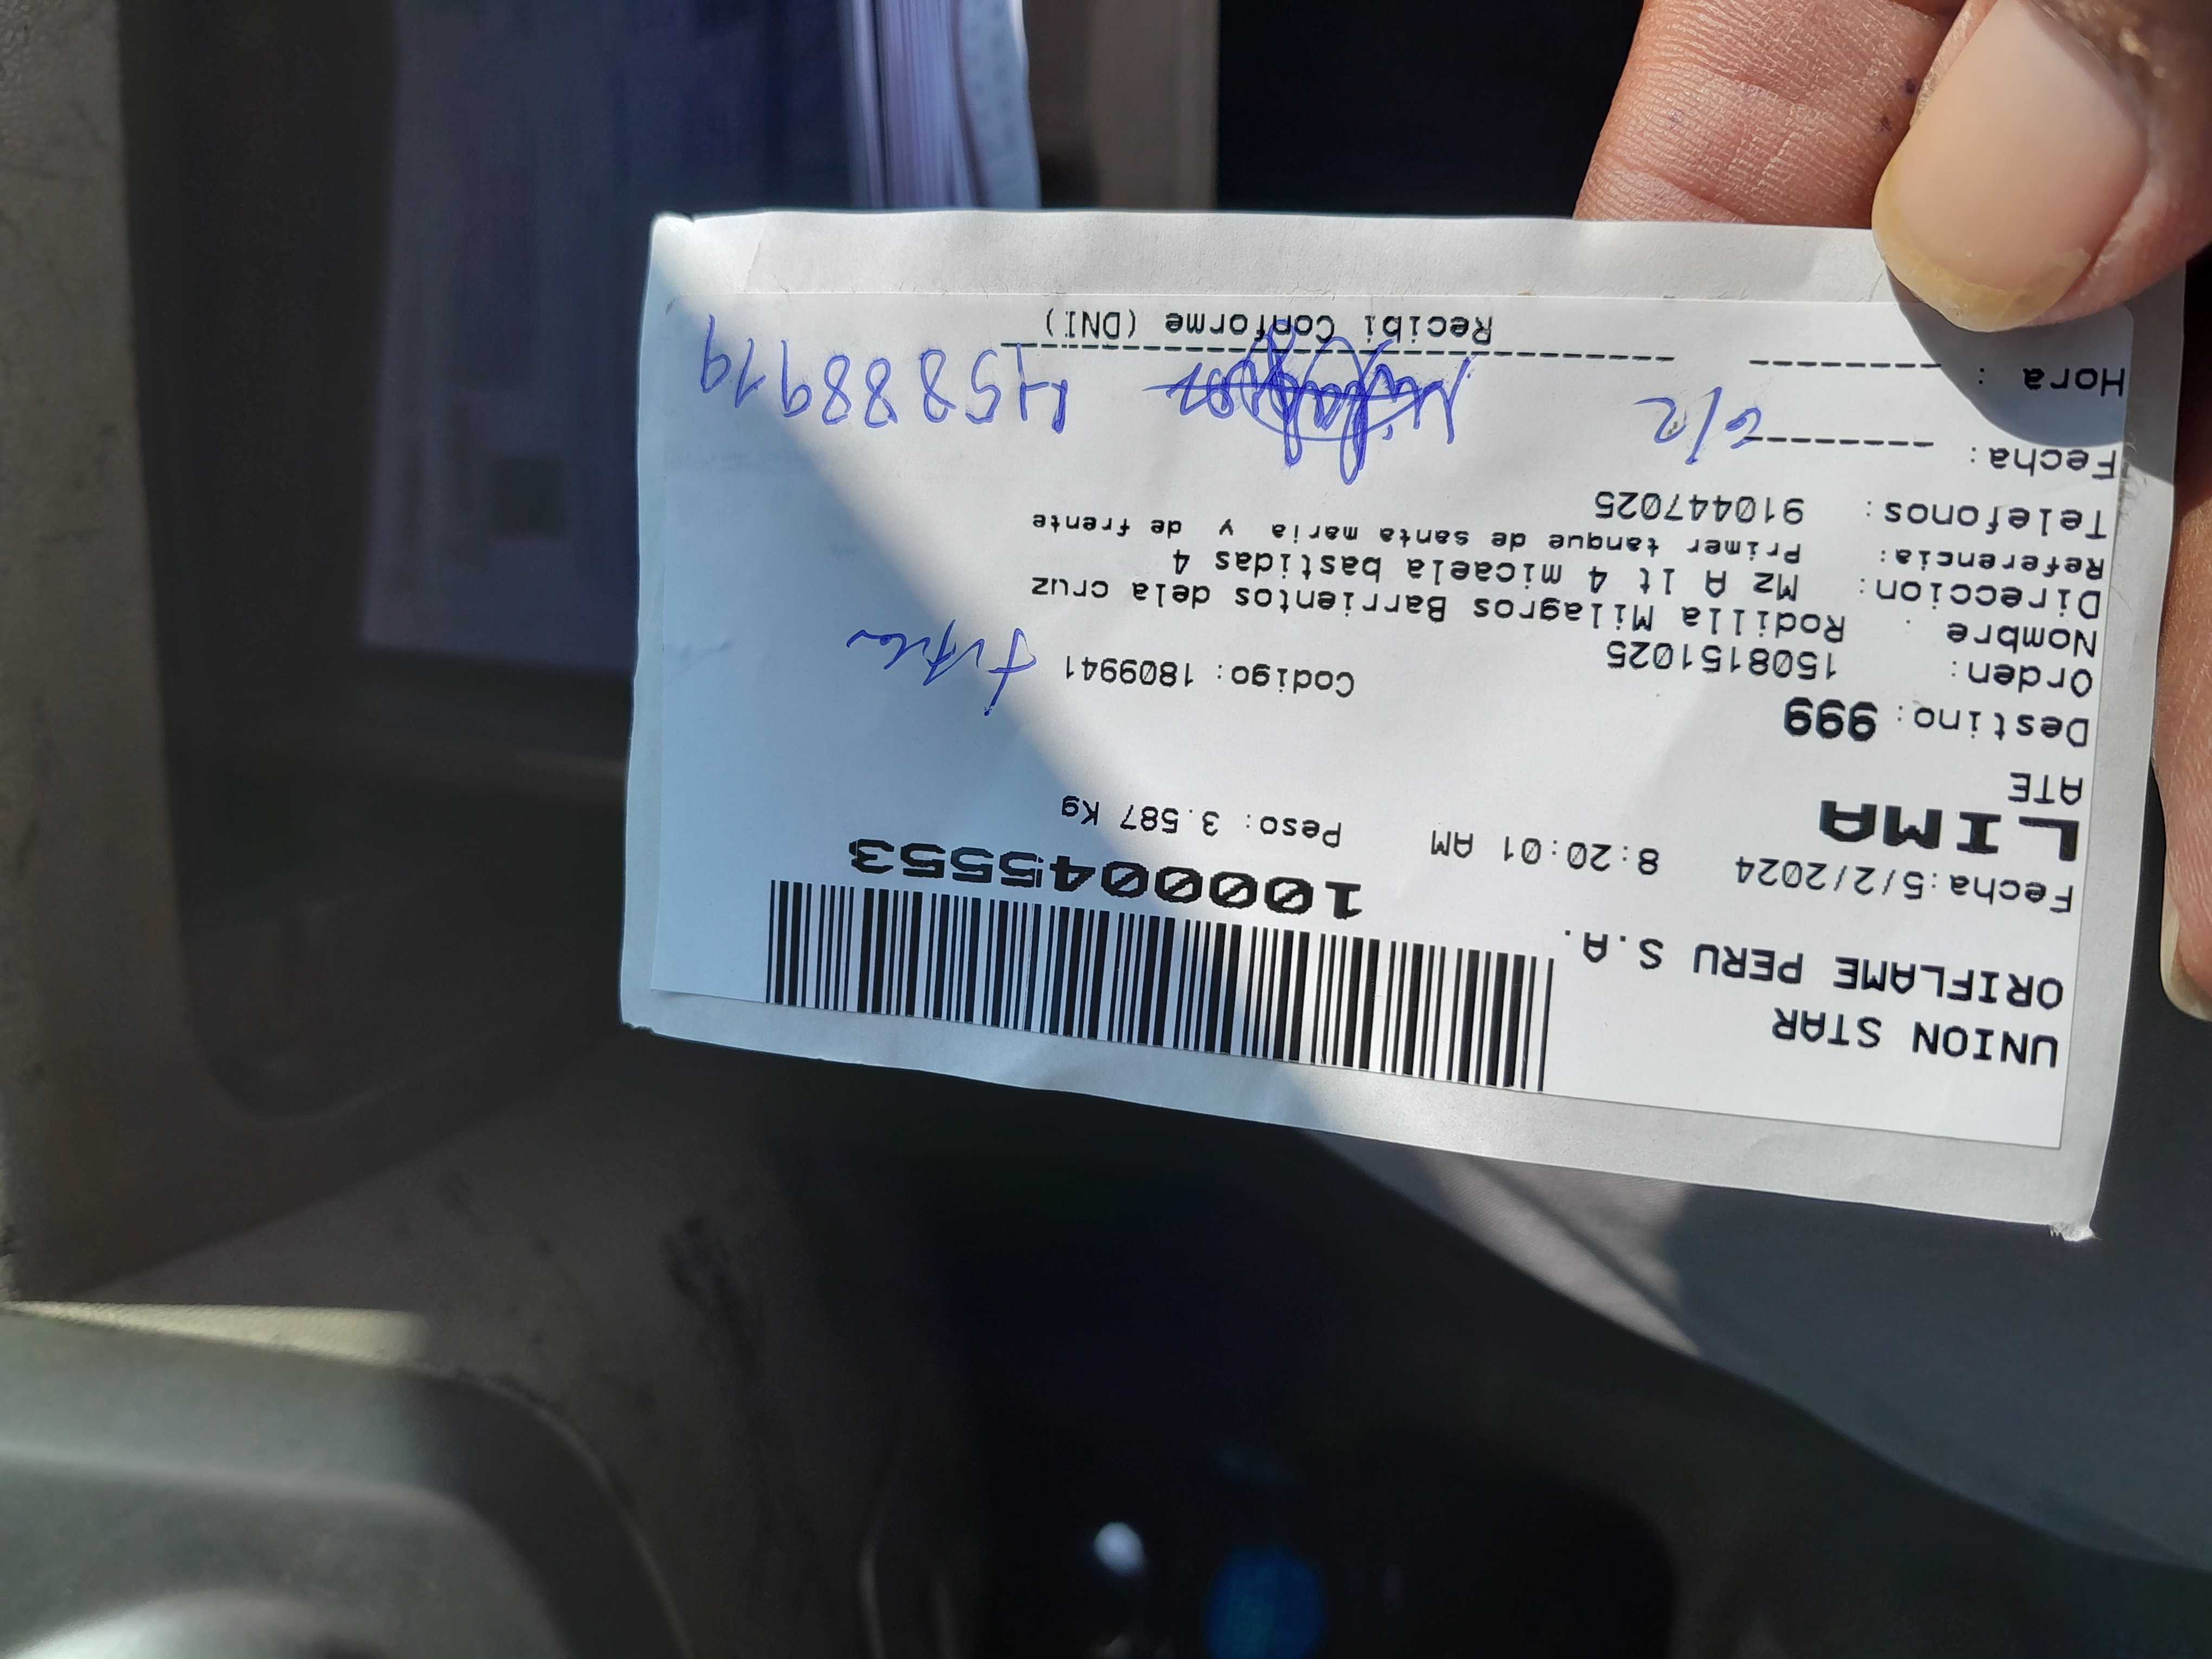 UNION STAR
ORIFLAME PERU S.A.
Fecha:5/2/2024 8:20:01 AM Peso: 3.587 Kg
1000045553
LIMA
ATE
Destino: 999
Orden: 1508151025 Codigo: 1809941
Nombre : Rodilla Milagros Barrientos dela cruz
Direccion: Mz A lt 4 micaela bastidas 4
Referencia: Primer tanque de santa maria y de frente
Telefonos: 910447025
Fecha: 6/2
Milagros 45888979
Hora :
Recibi Conforme (DNI)